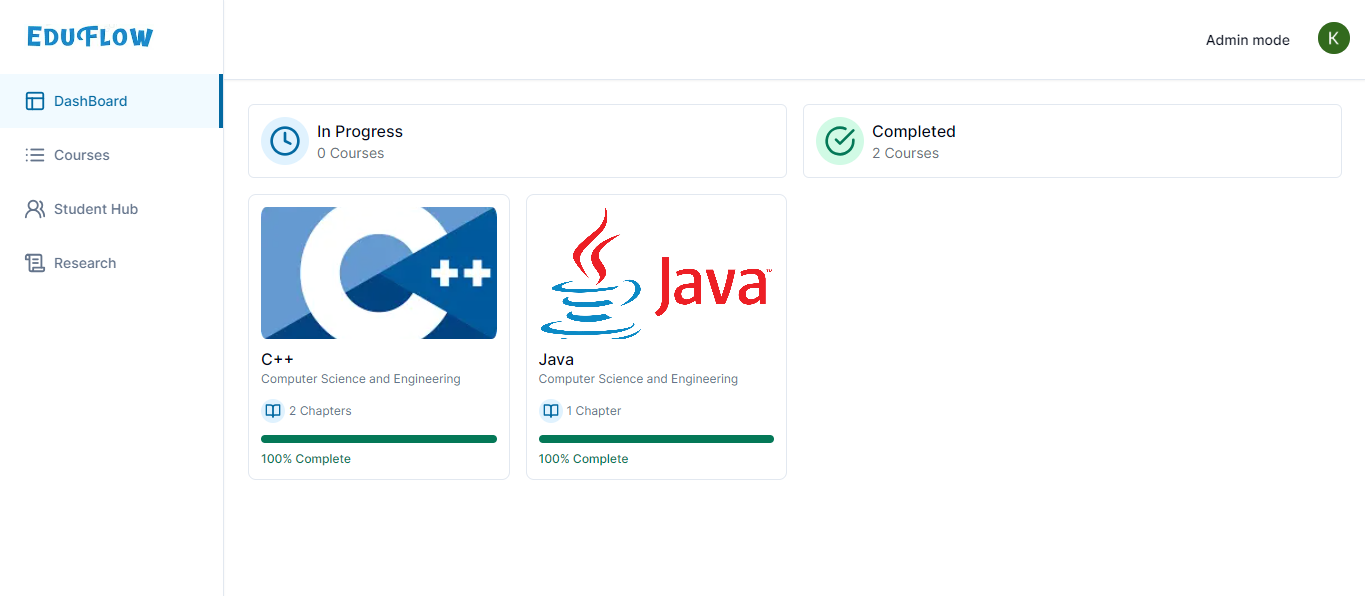 EDUFLOW
Admin mode
K
DashBoard
Courses
Student Hub
Research
In Progress
0 Courses
Completed
2 Courses
++
C++
Computer Science and Engineering
2 Chapters
100% Complete
Java™
Java
Computer Science and Engineering
1 Chapter
100% Complete